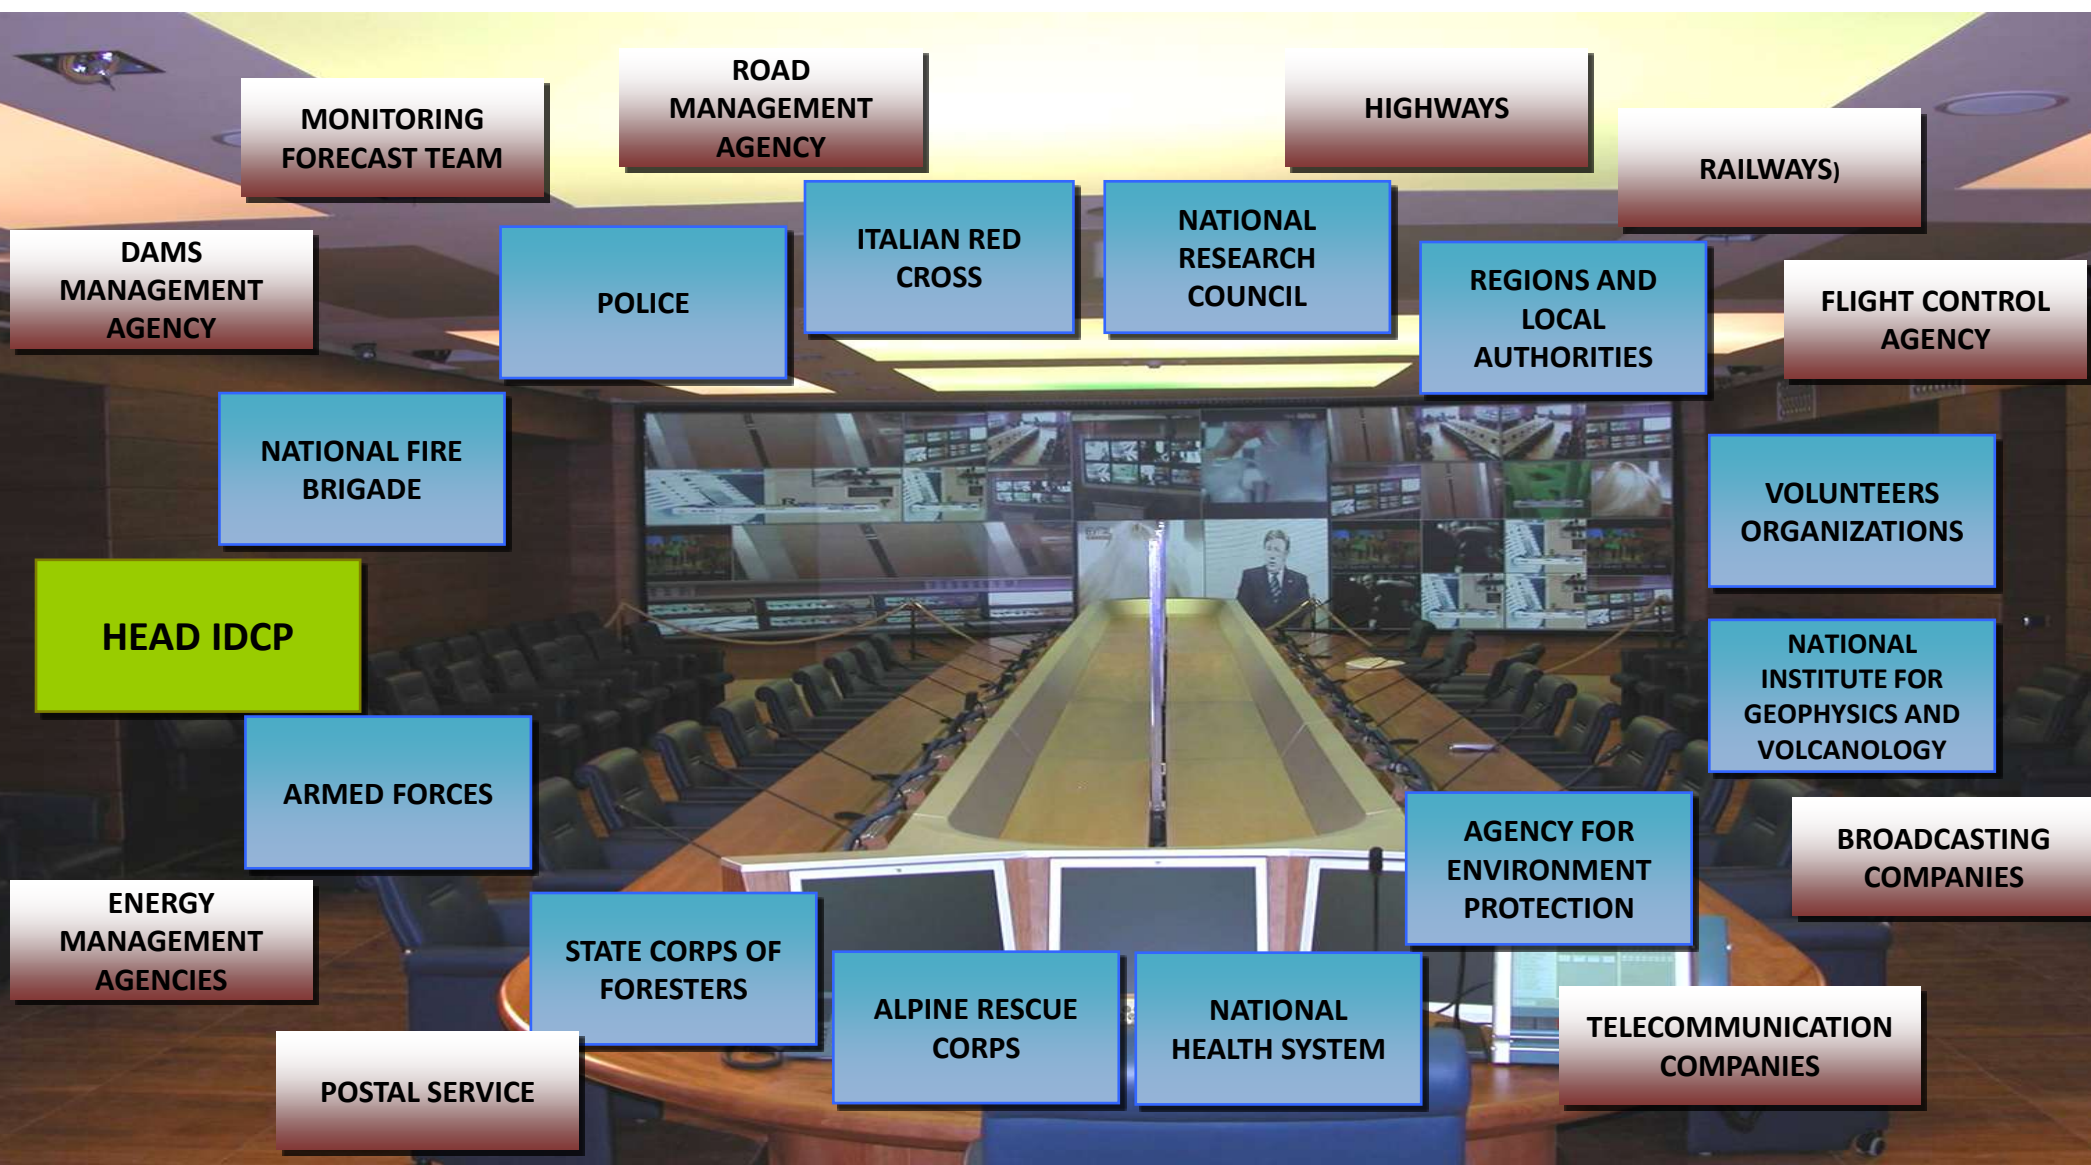 ROAD
MANAGEMENT
AGENCY
HIGHWAYS
MONITORING
FORECAST TEAM
RAILWAYS)
ITALIAN RED
CROSS
NATIONAL
RESEARCH
COUNCIL
DAMS
MANAGEMENT
AGENCY
POLICE
REGIONS AND
LOCAL
AUTHORITIES
FLIGHT CONTROL
AGENCY
NATIONAL FIRE
BRIGADE
VOLUNTEERS
ORGANIZATIONS
HEAD IDCP
NATIONAL
INSTITUTE FOR
GEOPHYSICS AND
VOLCANOLOGY
ARMED FORCES
AGENCY FOR
ENVIRONMENT
PROTECTION
BROADCASTING
COMPANIES
ENERGY
MANAGEMENT
AGENCIES
STATE CORPS OF
FORESTERS
ALPINE RESCUE
CORPS
NATIONAL
HEALTH SYSTEM
TELECOMMUNICATION
COMPANIES
POSTAL SERVICE